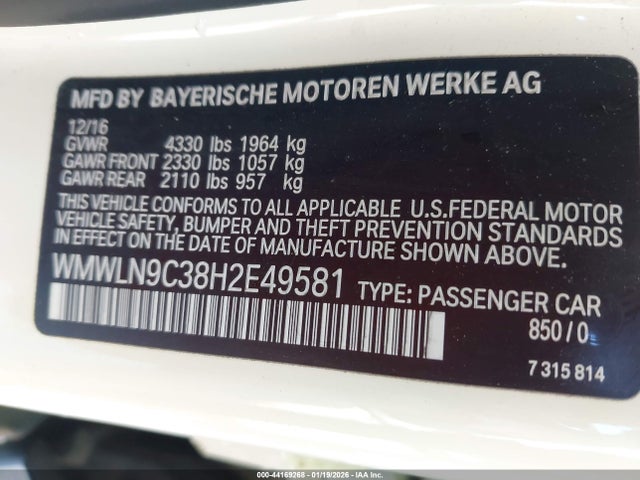 MFD BY BAYERISCHE MOTOREN WERKE AG
12/16
GVWR 4330 lbs 1964 kg
GAWR FRONT 2330 lbs 1057 kg
GAWR REAR 2110 lbs 957 kg
THIS VEHICLE CONFORMS TO ALL APPLICABLE U.S.FEDERAL MOTOR
VEHICLE SAFETY, BUMPER AND THEFT PREVENTION STANDARDS
IN EFFECT ON THE DATE OF MANUFACTURE SHOWN ABOVE.
WMWLN9C38H2E49581 TYPE: PASSENGER CAR
850/0
7 315 814
000-44169268 - 01/19/2026 - IAA Inc.